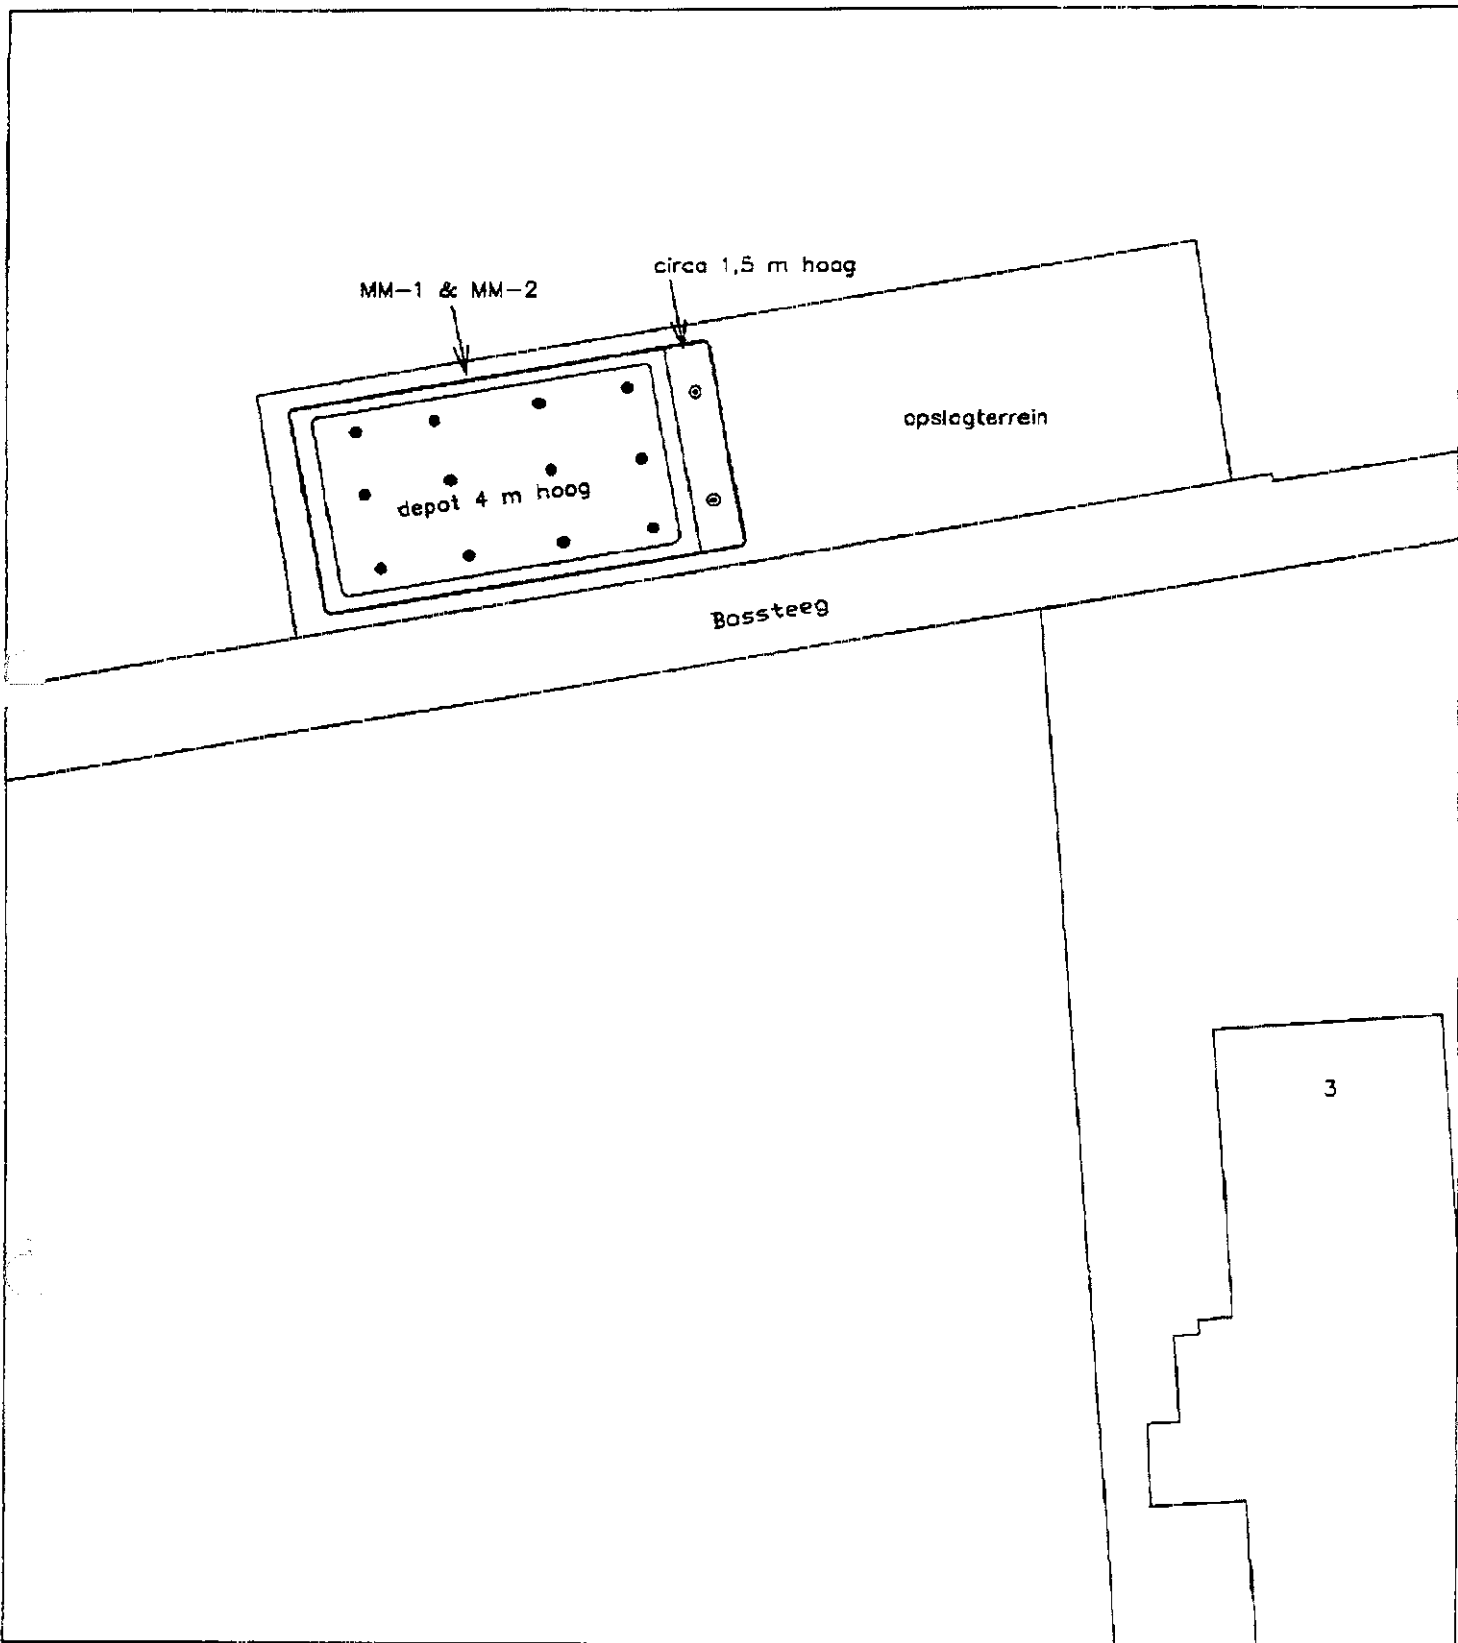 circa 1,5 m hoog
MM-1 & MM-2
opslagterrein
depot 4 m hoog
Bossteeg
3